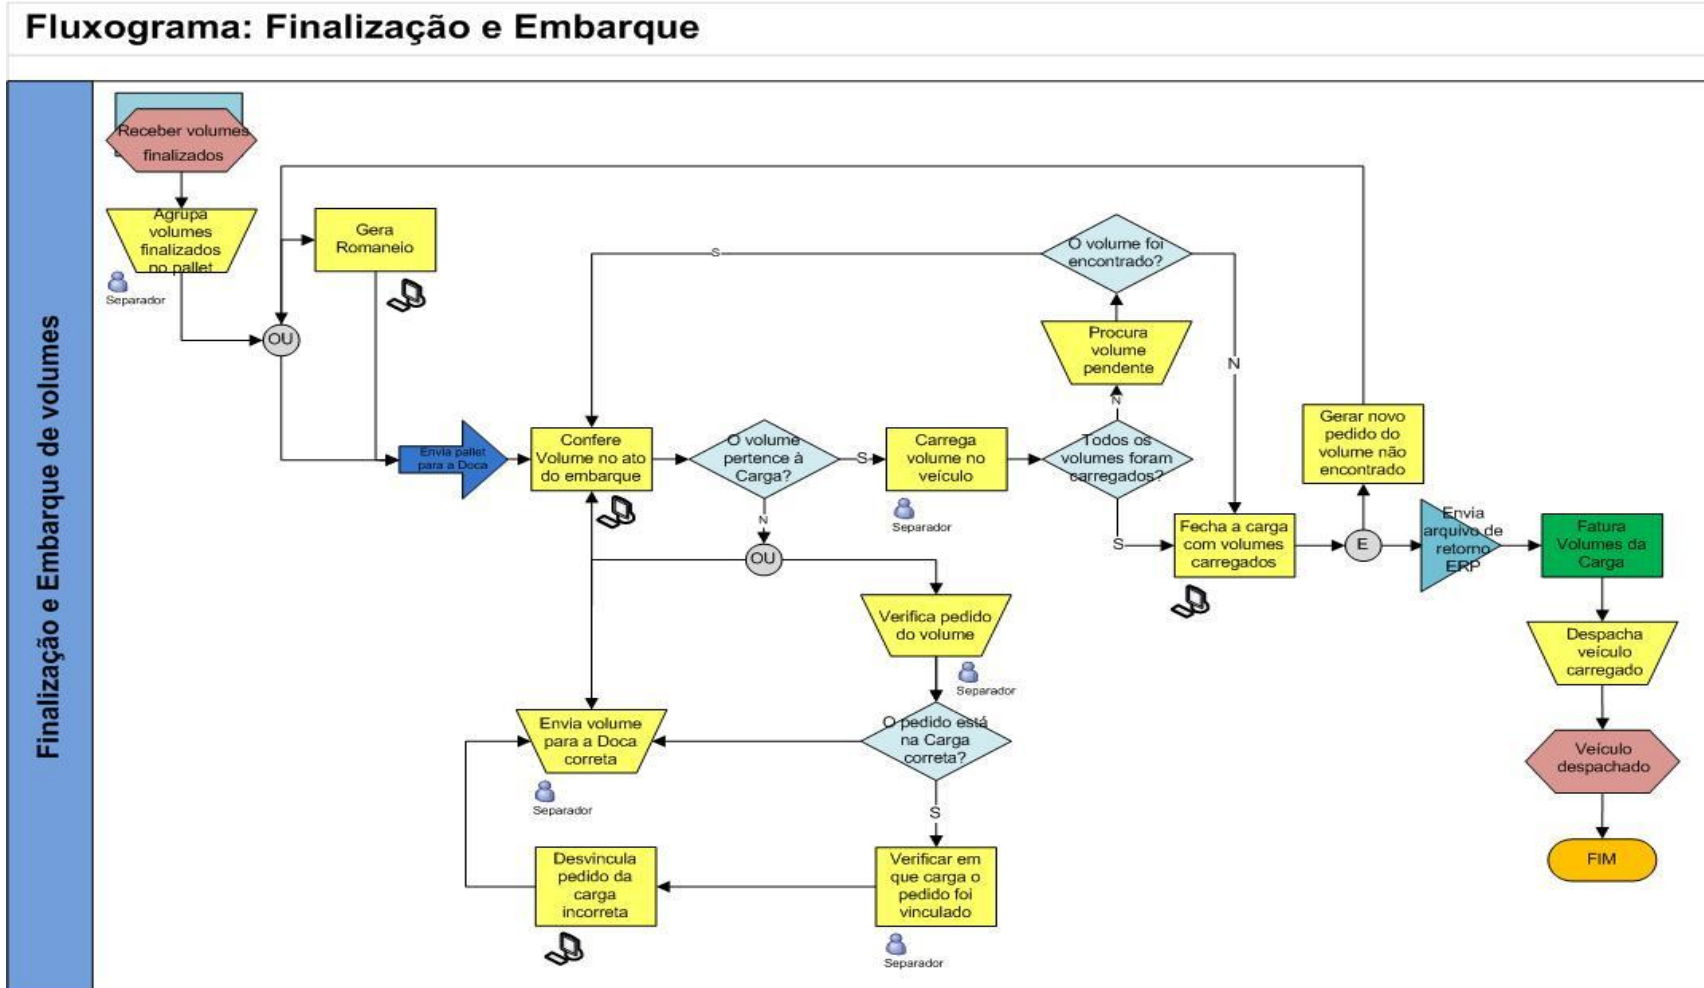 Fluxograma: Finalização e Embarque
Finalização e Embarque de volumes
Receber volumes
finalizados
Agrupa
volumes
finalizados
no pallet
Separador
Gera
Romaneio
OU
Envia pallet
para a Doca
Confere
Volume no ato
do embarque
O volume
pertence à
Carga?
S
N
OU
Carrega
volume no
veículo
Separador
Todos os
volumes foram
carregados?
N
Procura
volume
pendente
O volume foi
encontrado?
S
N
S
Fecha a carga
com volumes
carregados
E
Gerar novo
pedido do
volume não
encontrado
Envia
arquivo de
retorno
ERP
Fatura
Volumes da
Carga
Despacha
veículo
carregado
Veículo
despachado
FIM
Verifica pedido
do volume
Separador
O pedido está
na Carga
correta?
S
Envia volume
para a Doca
correta
Separador
Verificar em
que carga o
pedido foi
vinculado
Separador
Desvincula
pedido da
carga
incorreta